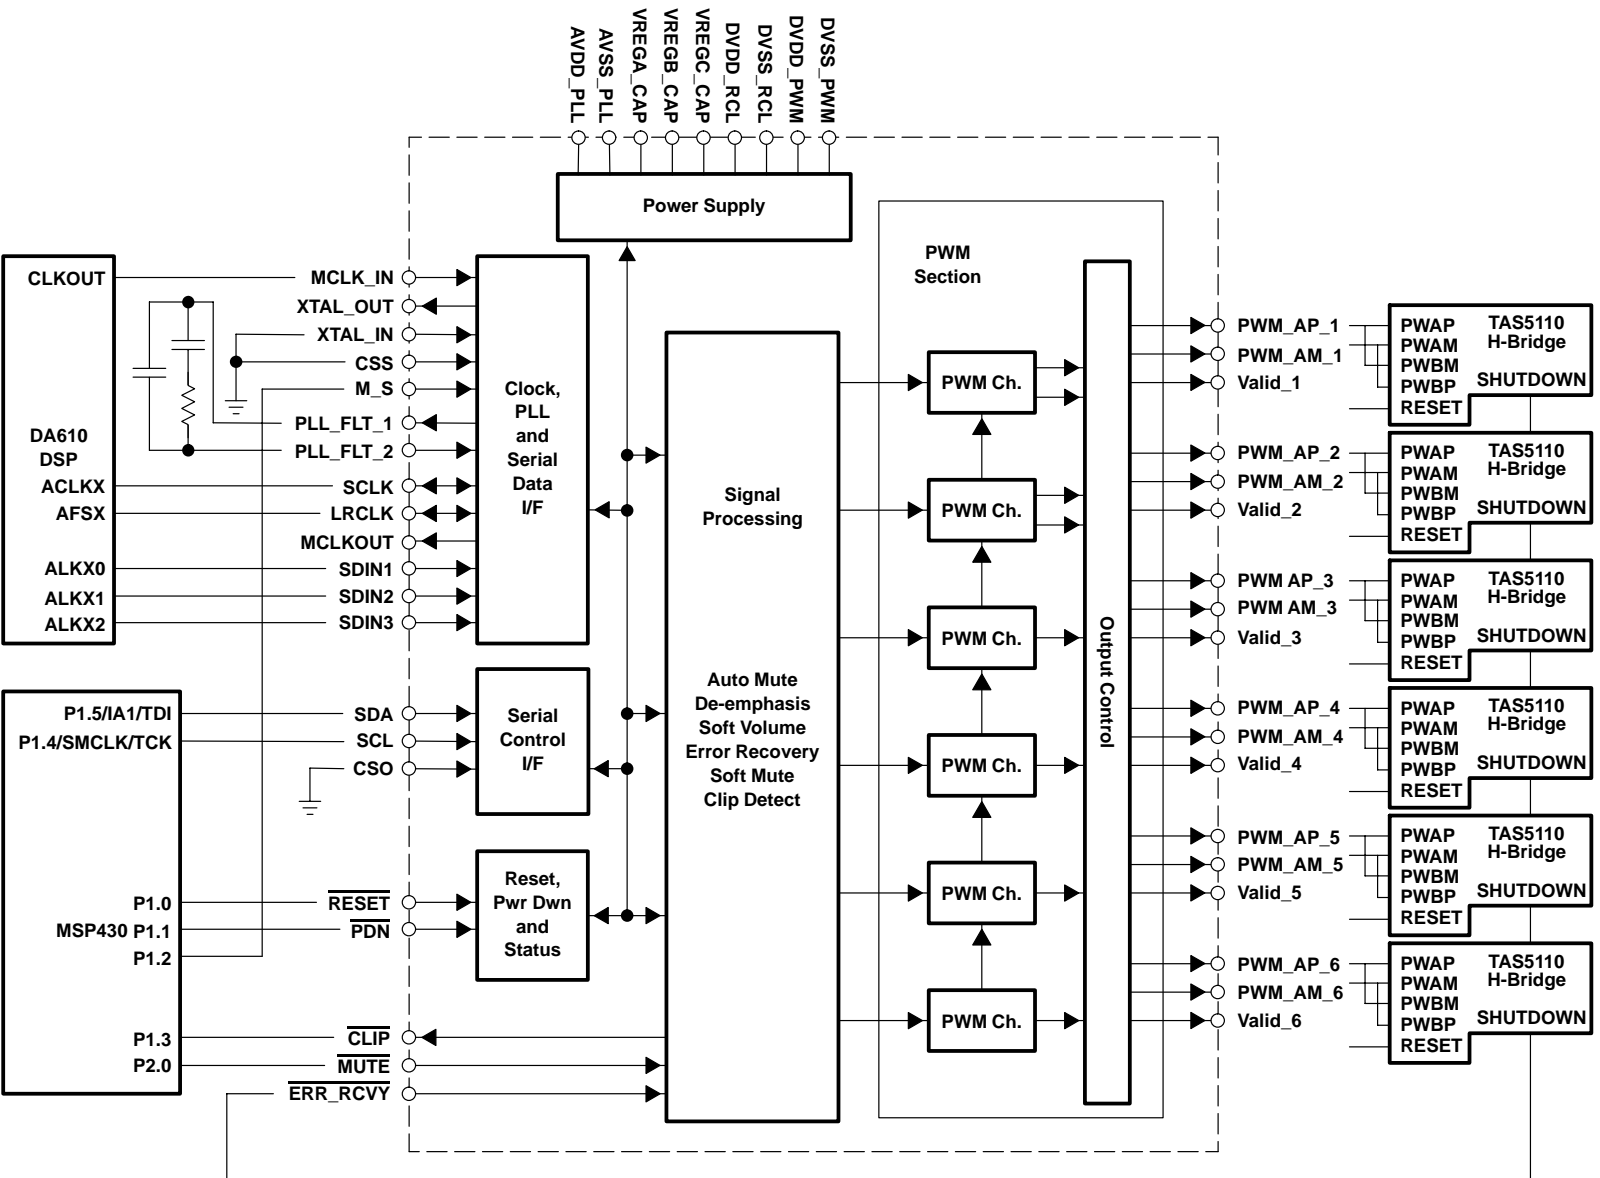 AVDD_PLL
AVSS_PLL
VREGA_CAP
VREGB_CAP
VREGC_CAP
DVDD_RCL
DVSS_RCL
DVDD_PWM
DVSS_PWM
Power Supply
PWM
Section
CLKOUT
DA610
DSP
ACLKX
AFSX
ALKX0
ALKX1
ALKX2
MCLK_IN
XTAL_OUT
XTAL_IN
CSS
M_S
PLL_FLT_1
PLL_FLT_2
SCLK
LRCLK
MCLKOUT
SDIN1
SDIN2
SDIN3
Clock,
PLL
and
Serial
Data
I/F
P1.5/IA1/TDI
P1.4/SMCLK/TCK
P1.0
MSP430 P1.1
P1.2
P1.3
P2.0
SDA
SCL
CSO
Serial
Control
I/F
RESET
PDN
Reset,
Pwr Dwn
and
Status
CLIP
MUTE
ERR_RCVY
Signal
Processing
Auto Mute
De-emphasis
Soft Volume
Error Recovery
Soft Mute
Clip Detect
PWM Ch.
PWM Ch.
PWM Ch.
PWM Ch.
PWM Ch.
PWM Ch.
Output Control
PWM_AP_1
PWM_AM_1
Valid_1
PWM_AP_2
PWM_AM_2
Valid_2
PWM AP_3
PWM AM_3
Valid_3
PWM_AP_4
PWM_AM_4
Valid_4
PWM_AP_5
PWM_AM_5
Valid_5
PWM_AP_6
PWM_AM_6
Valid_6
PWAP
PWAM
PWBM
PWBP
RESET
TAS5110
H-Bridge
SHUTDOWN
PWAP
PWAM
PWBM
PWBP
RESET
TAS5110
H-Bridge
SHUTDOWN
PWAP
PWAM
PWBM
PWBP
RESET
TAS5110
H-Bridge
SHUTDOWN
PWAP
PWAM
PWBM
PWBP
RESET
TAS5110
H-Bridge
SHUTDOWN
PWAP
PWAM
PWBM
PWBP
RESET
TAS5110
H-Bridge
SHUTDOWN
PWAP
PWAM
PWBM
PWBP
RESET
TAS5110
H-Bridge
SHUTDOWN